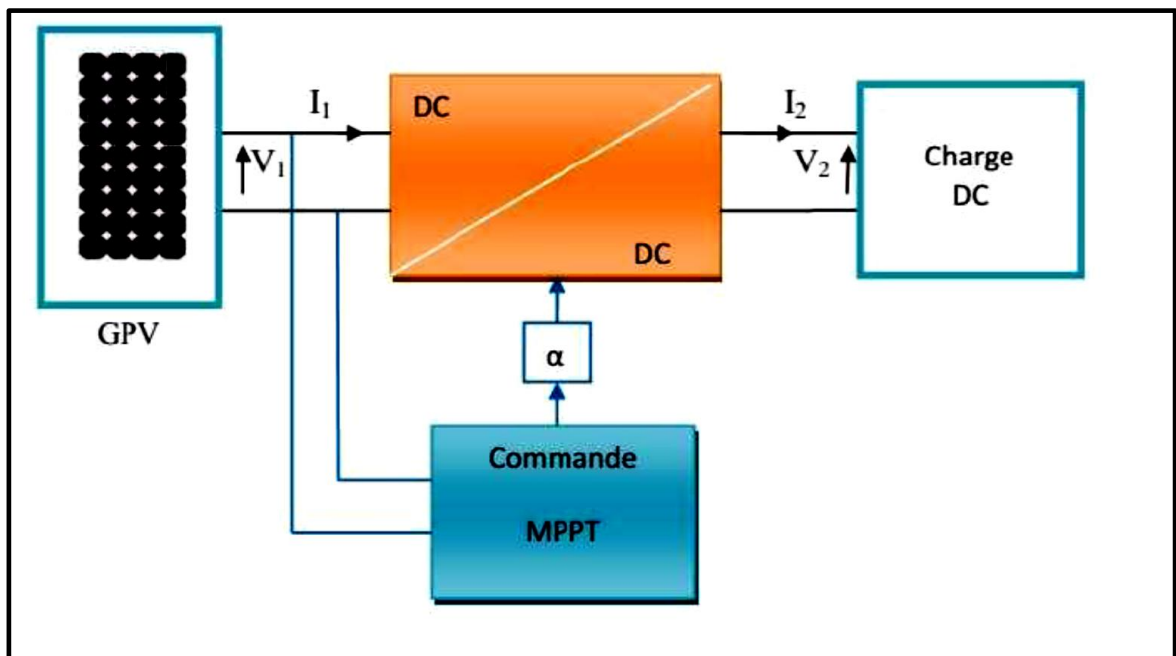 I₁
V₁
GPV
DC
DC
I₂
V₂
Charge
DC
α
Commande
MPPT